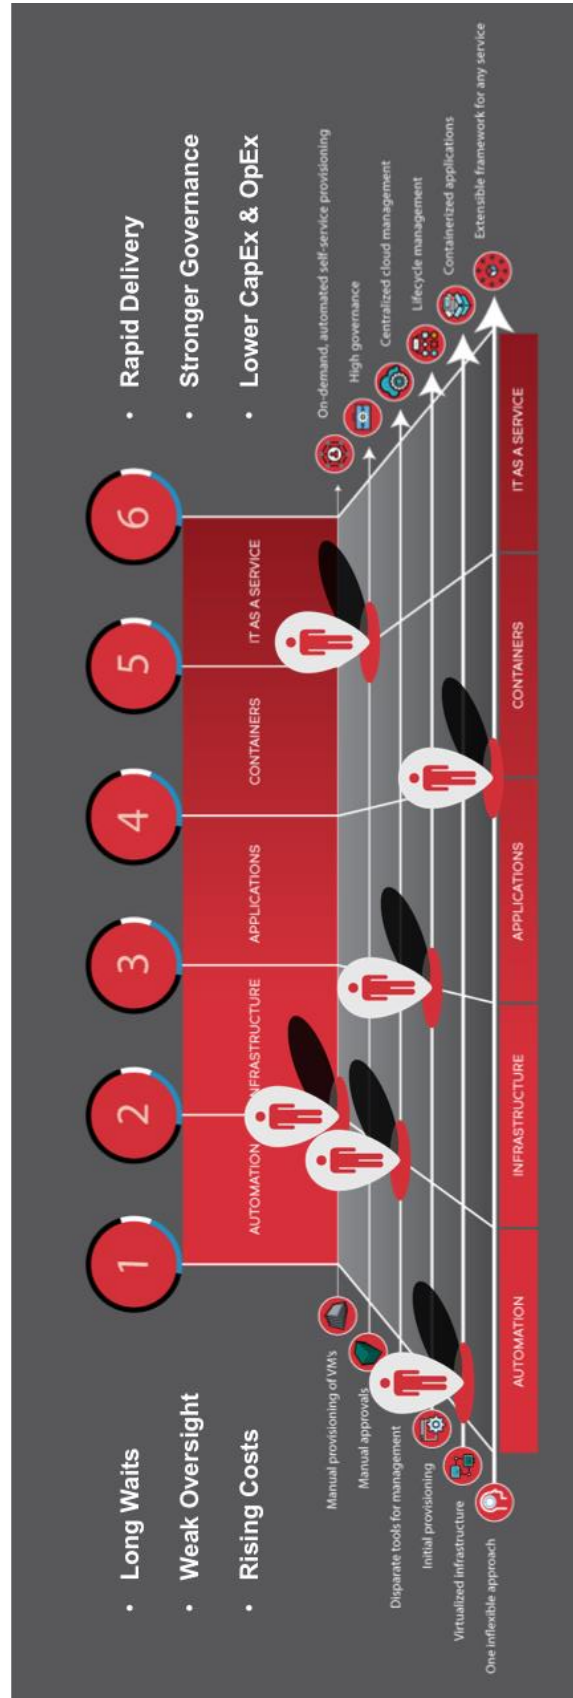 Long Waits
Weak Oversight
Rising Costs
1
2
3
4
5
6
Rapid Delivery
Stronger Governance
Lower CapEx & OpEx
AUTOMATION
INFRASTRUCTURE
APPLICATIONS
CONTAINERS
IT AS A SERVICE
Manual provisioning of VM's
Manual approvals
Disparate tools for management
Initial provisioning
Virtualized infrastructure
One inflexible approach
On-demand, automated self-service provisioning
High governance
Centralized cloud management
Lifecycle management
Containerized applications
Extensible framework for any service
AUTOMATION
INFRASTRUCTURE
APPLICATIONS
CONTAINERS
IT AS A SERVICE